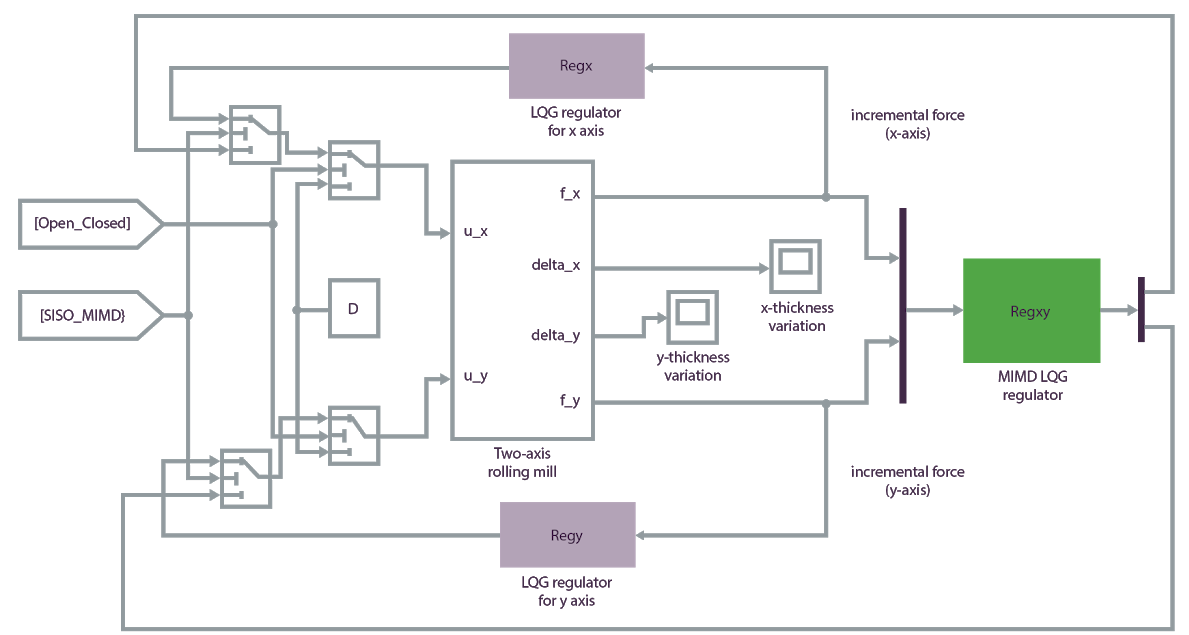 Regx
LQG regulator
for x axis
incremental force
(x-axis)
[Open_Closed]
[SISO_MIMD}
D
u_x
u_y
f_x
delta_x
delta_y
f_y
Two-axis
rolling mill
x-thickness
variation
y-thickness
variation
Regxy
MIMD LQG
regulator
incremental force
(y-axis)
Regy
LQG regulator
for y axis